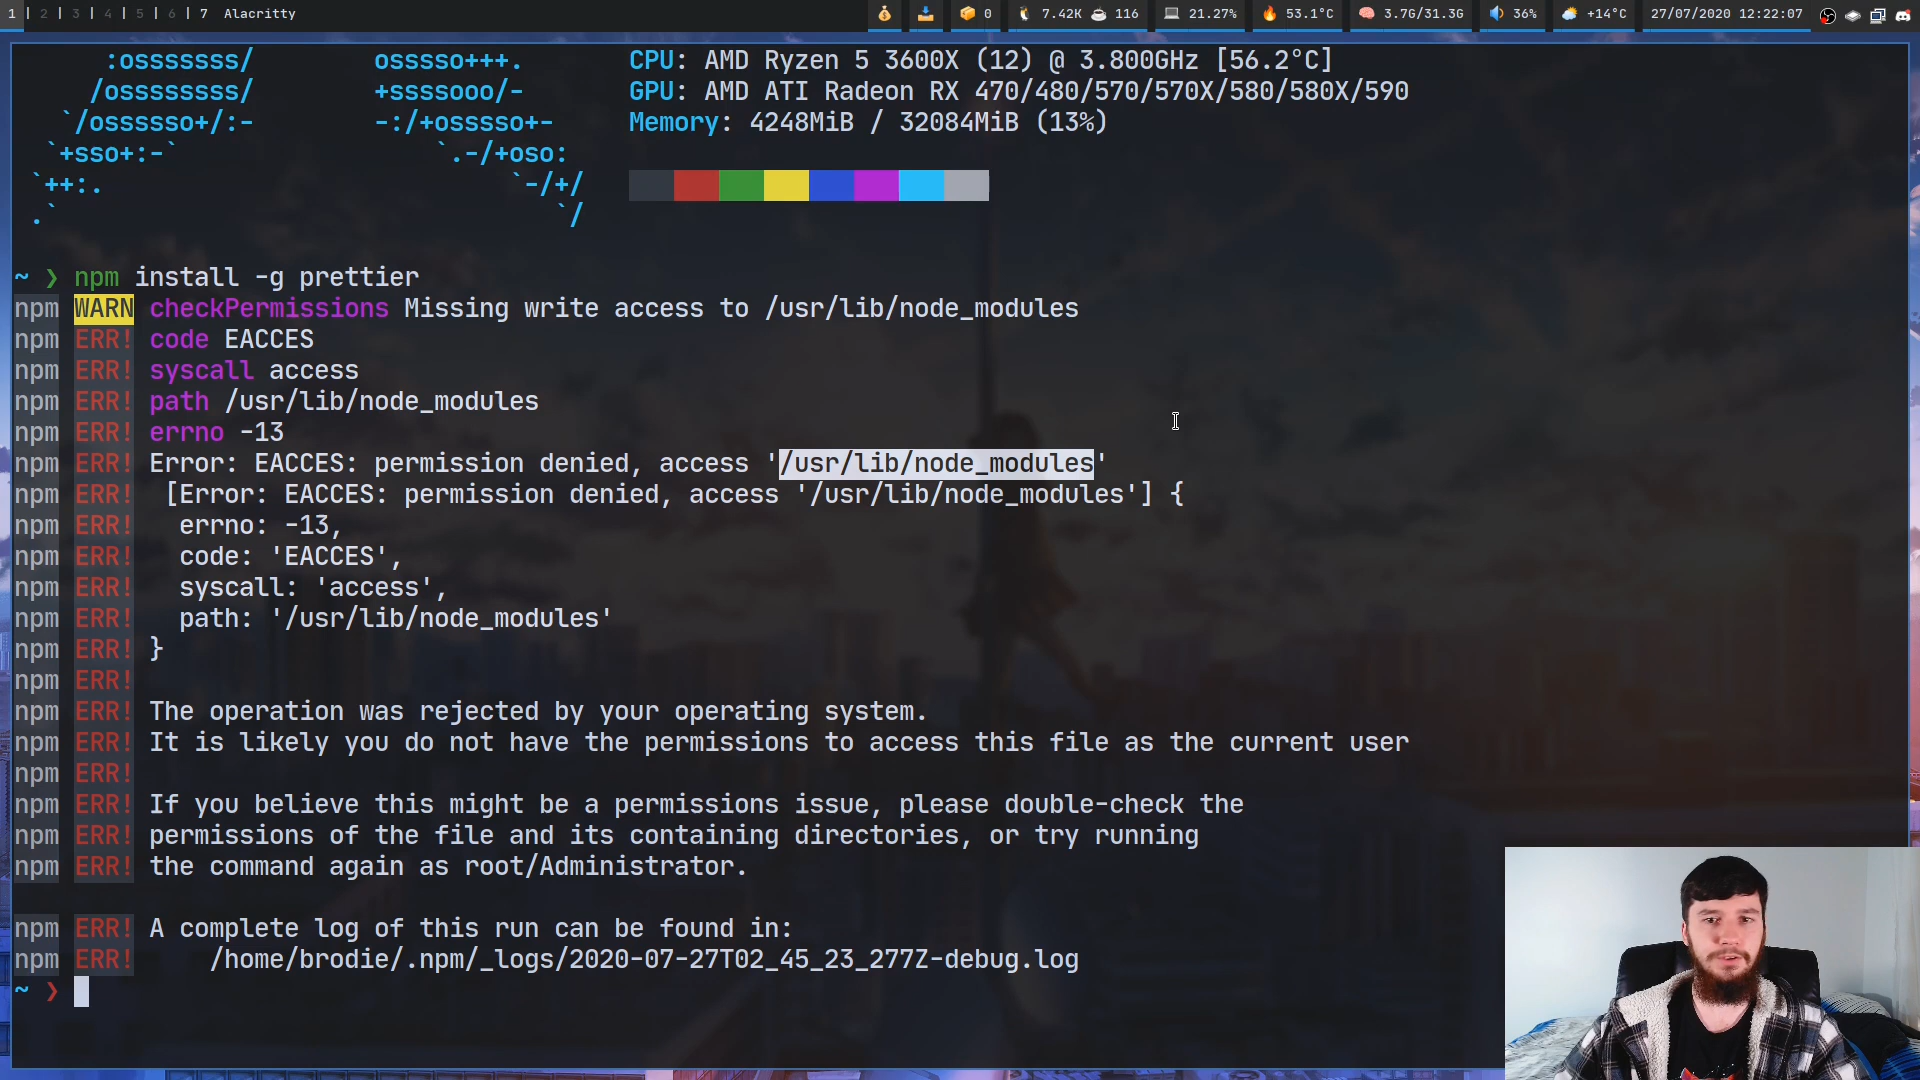 1 | 2 | 3 | 4 | 5 | 6 | 7 Alacritty
0 7.42K 116 21.27% 53.1°C 3.7G/31.3G 36% +14°C 27/07/2020 12:22:07
:osssssss/ osssso+++. CPU: AMD Ryzen 5 3600X (12) @ 3.800GHz [56.2°C]
/ossssssss/ +ssssooo/- GPU: AMD ATI Radeon RX 470/480/570/570X/580/580X/590
`/ossssso+/:- -:/+osssso+- Memory: 4248MiB / 32084MiB (13%)
`+sso+:-` `.-/+oso:
`++:. `-/+/
.` `/
~ ❯ npm install -g prettier
npm WARN checkPermissions Missing write access to /usr/lib/node_modules
npm ERR! code EACCES
npm ERR! syscall access
npm ERR! path /usr/lib/node_modules
npm ERR! errno -13
npm ERR! Error: EACCES: permission denied, access '/usr/lib/node_modules'
npm ERR! [Error: EACCES: permission denied, access '/usr/lib/node_modules'] {
npm ERR! errno: -13,
npm ERR! code: 'EACCES',
npm ERR! syscall: 'access',
npm ERR! path: '/usr/lib/node_modules'
npm ERR! }
npm ERR!
npm ERR! The operation was rejected by your operating system.
npm ERR! It is likely you do not have the permissions to access this file as the current user
npm ERR!
npm ERR! If you believe this might be a permissions issue, please double-check the
npm ERR! permissions of the file and its containing directories, or try running
npm ERR! the command again as root/Administrator.
npm ERR! A complete log of this run can be found in:
npm ERR! /home/brodie/.npm/_logs/2020-07-27T02_45_23_277Z-debug.log
~ ❯